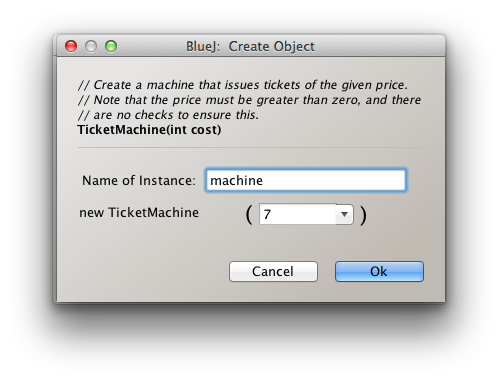 BlueJ:  Create Object
// Create a machine that issues tickets of the given price.
// Note that the price must be greater than zero, and there
// are no checks to ensure this.
TicketMachine(int cost)
Name of Instance: machine
new TicketMachine ( 7 )
Cancel Ok